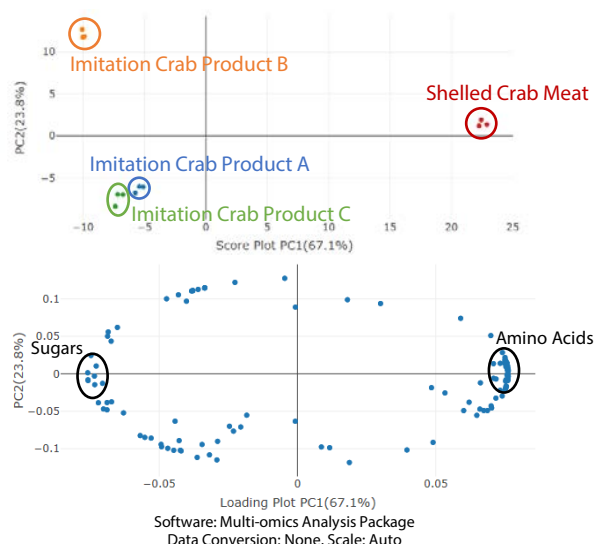 10
5
0
−5
PC2(23.8%)
Imitation Crab Product B
Shelled Crab Meat
Imitation Crab Product A
Imitation Crab Product C
−10 −5 0 5 10 15 20 25
Score Plot PC1(67.1%)
0.1
0.05
0
−0.05
−0.1
PC2(23.8%)
Sugars
Amino Acids
−0.05 0 0.05
Loading Plot PC1(67.1%)
Software: Multi-omics Analysis Package
Data Conversion: None, Scale: Auto